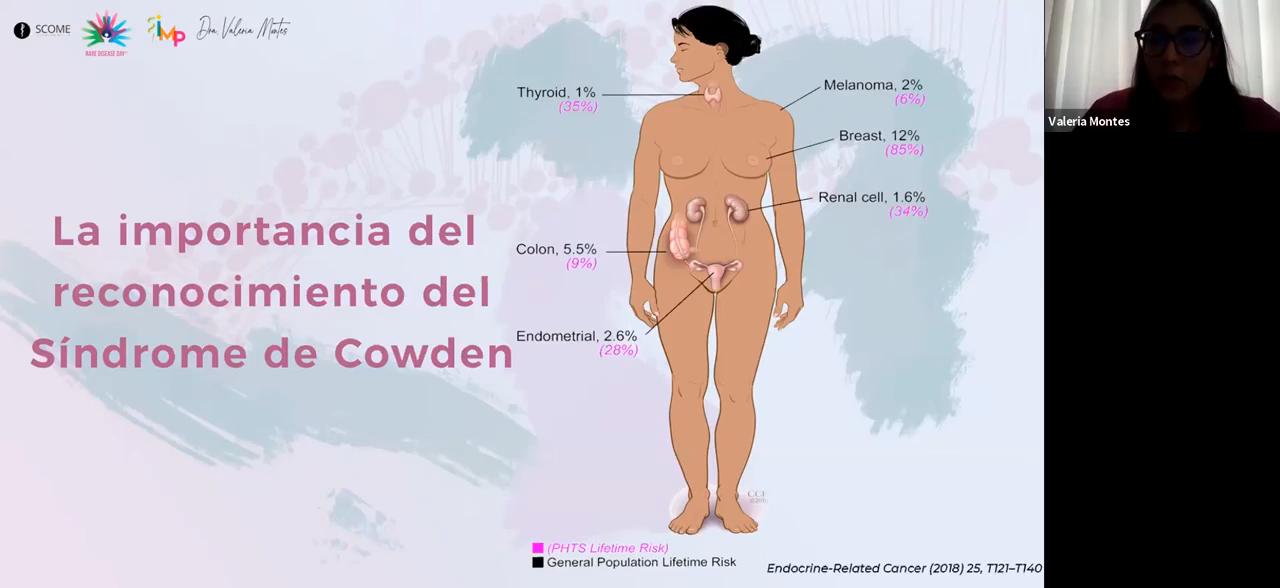 SCOME
RARE DISEASE DAY
iMP
Dra. Valeria Montes
La importancia del
reconocimiento del
Síndrome de Cowden
Thyroid, 1%
(35%)
Melanoma, 2%
(6%)
Breast, 12%
(85%)
Renal cell, 1.6%
(34%)
Colon, 5.5%
(9%)
Endometrial, 2.6%
(28%)
CCF
(PHTS Lifetime Risk)
General Population Lifetime Risk
Endocrine-Related Cancer (2018) 25, T121–T140
Valeria Montes